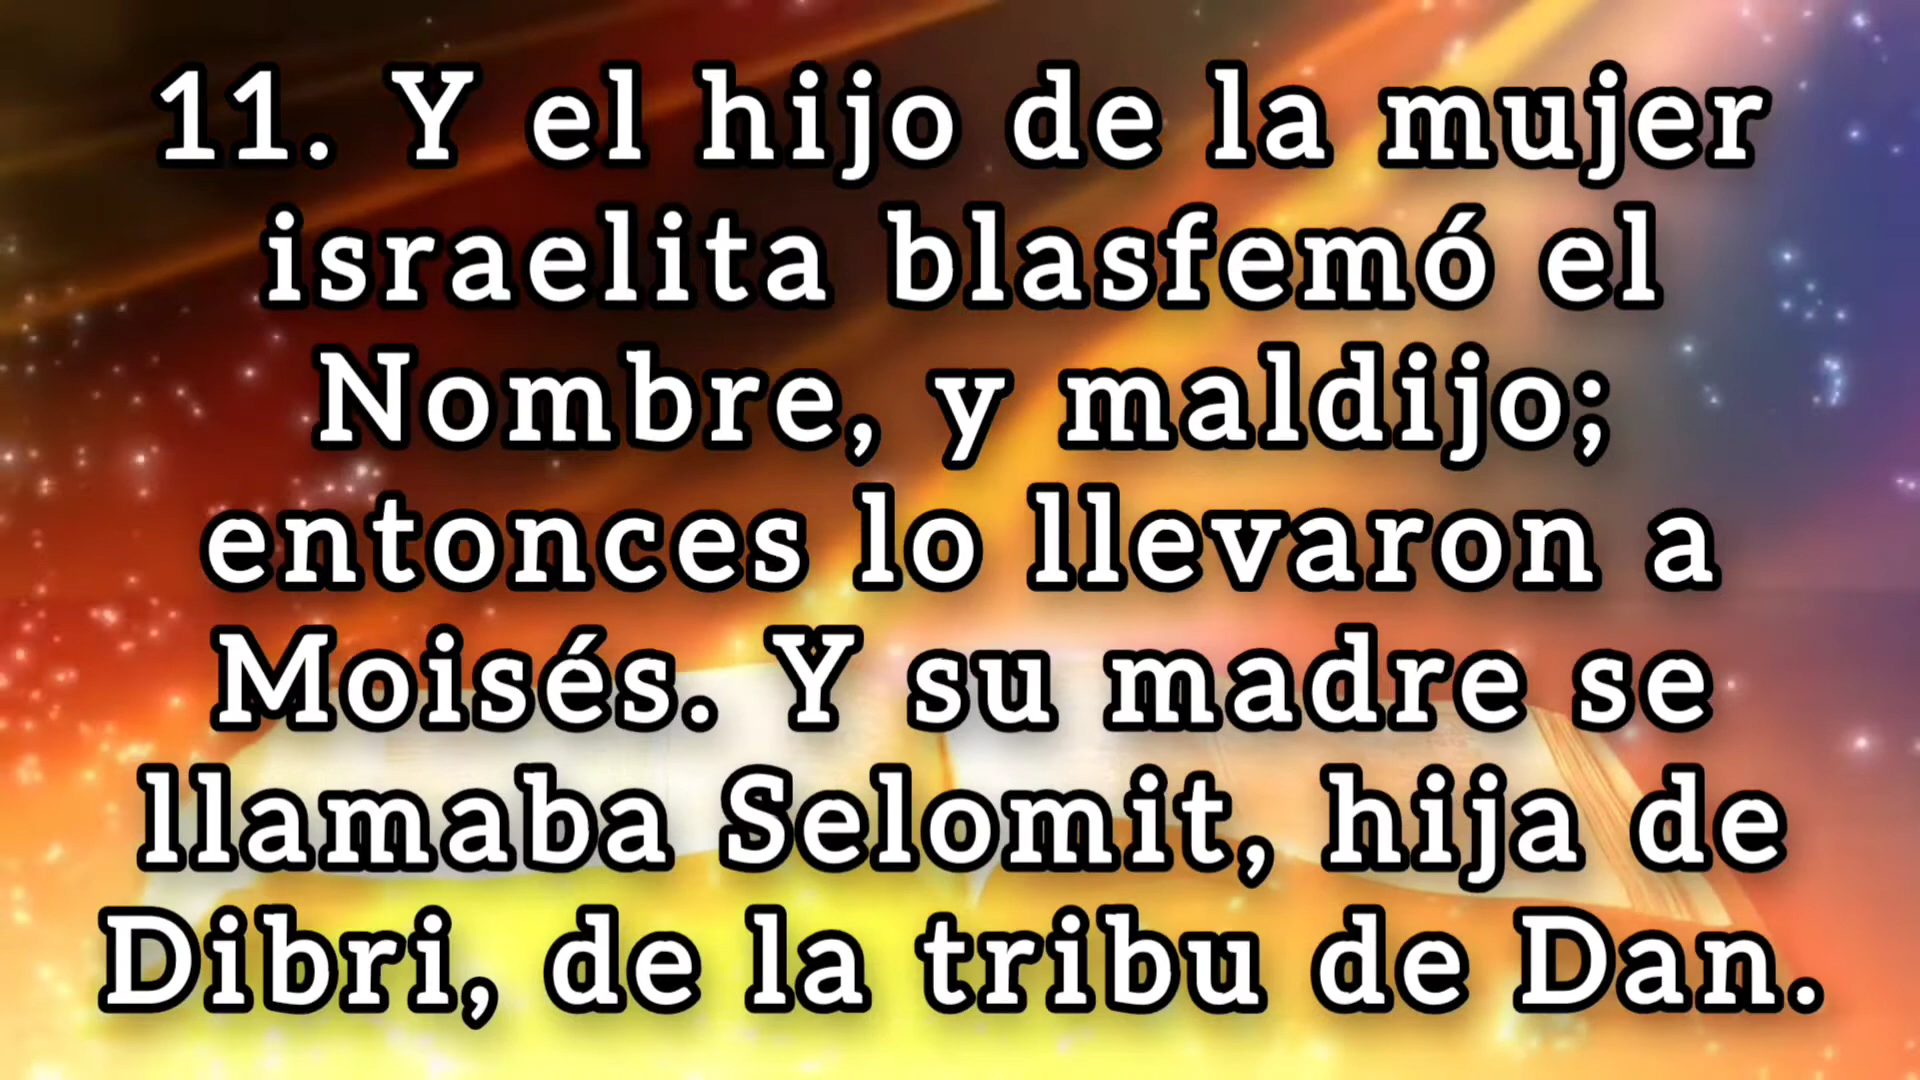 11. Y el hijo de la mujer
israelita blasfemó el
Nombre, y maldijo;
entonces lo llevaron a
Moisés. Y su madre se
llamaba Selomit, hija de
Dibri, de la tribu de Dan.